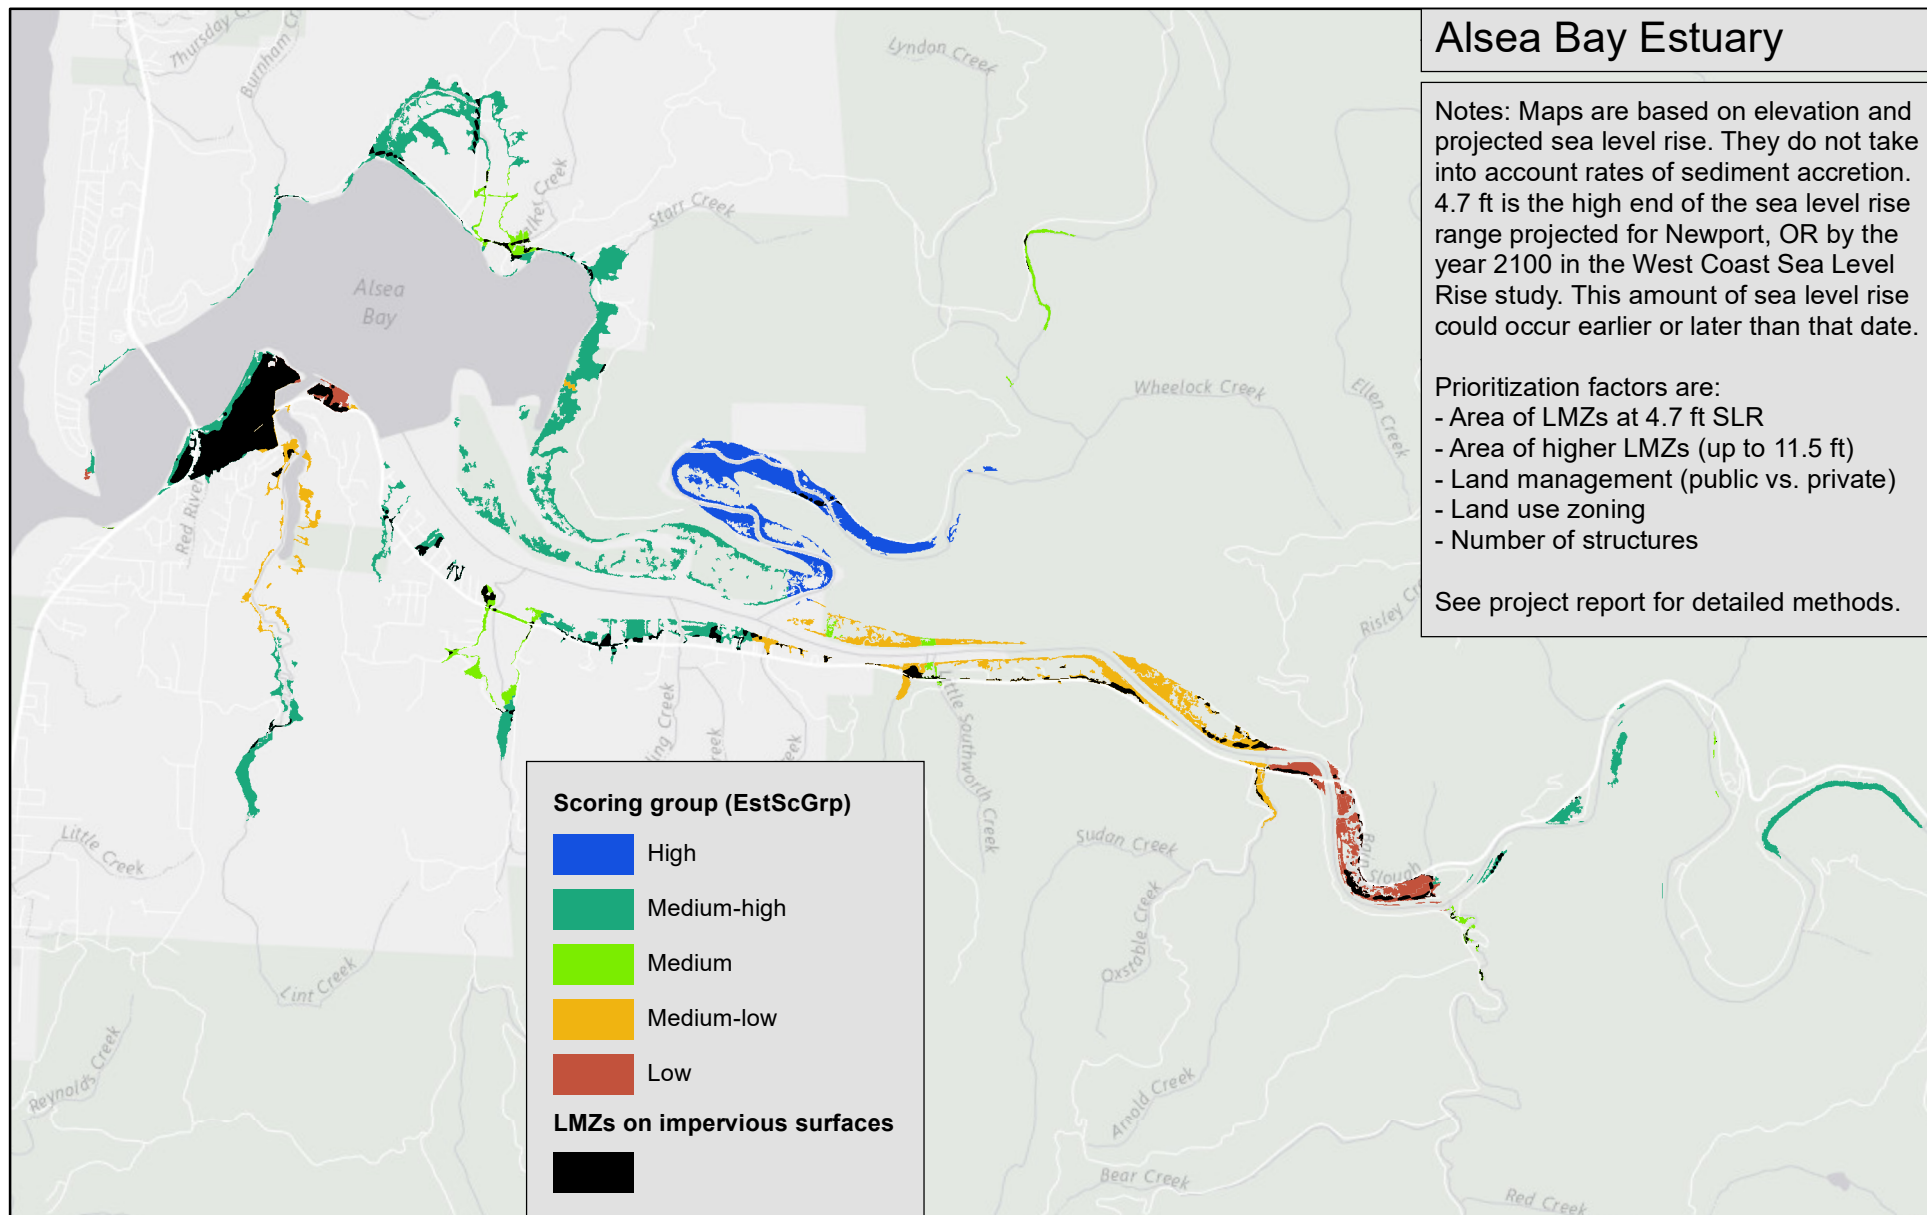 Alsea Bay Estuary
Notes: Maps are based on elevation and
projected sea level rise. They do not take
into account rates of sediment accretion.
4.7 ft is the high end of the sea level rise
range projected for Newport, OR by the
year 2100 in the West Coast Sea Level
Rise study. This amount of sea level rise
could occur earlier or later than that date.
Prioritization factors are:
- Area of LMZs at 4.7 ft SLR
- Area of higher LMZs (up to 11.5 ft)
- Land management (public vs. private)
- Land use zoning
- Number of structures
See project report for detailed methods.
Thursday
Burnham
Lyndon Creek
Creek
Starr Creek
Alsea
Bay
Wheelock Creek
Ellen Creek
Red River
Risley
Little Southworth Creek
ling Creek
reek
reek
Sudan Creek
Slough
Oxstable Creek
Little Creek
Lint Creek
Reynolds Creek
Arnold Creek
Bear Creek
Red Creek
Scoring group (EstScGrp)
High
Medium-high
Medium
Medium-low
Low
LMZs on impervious surfaces